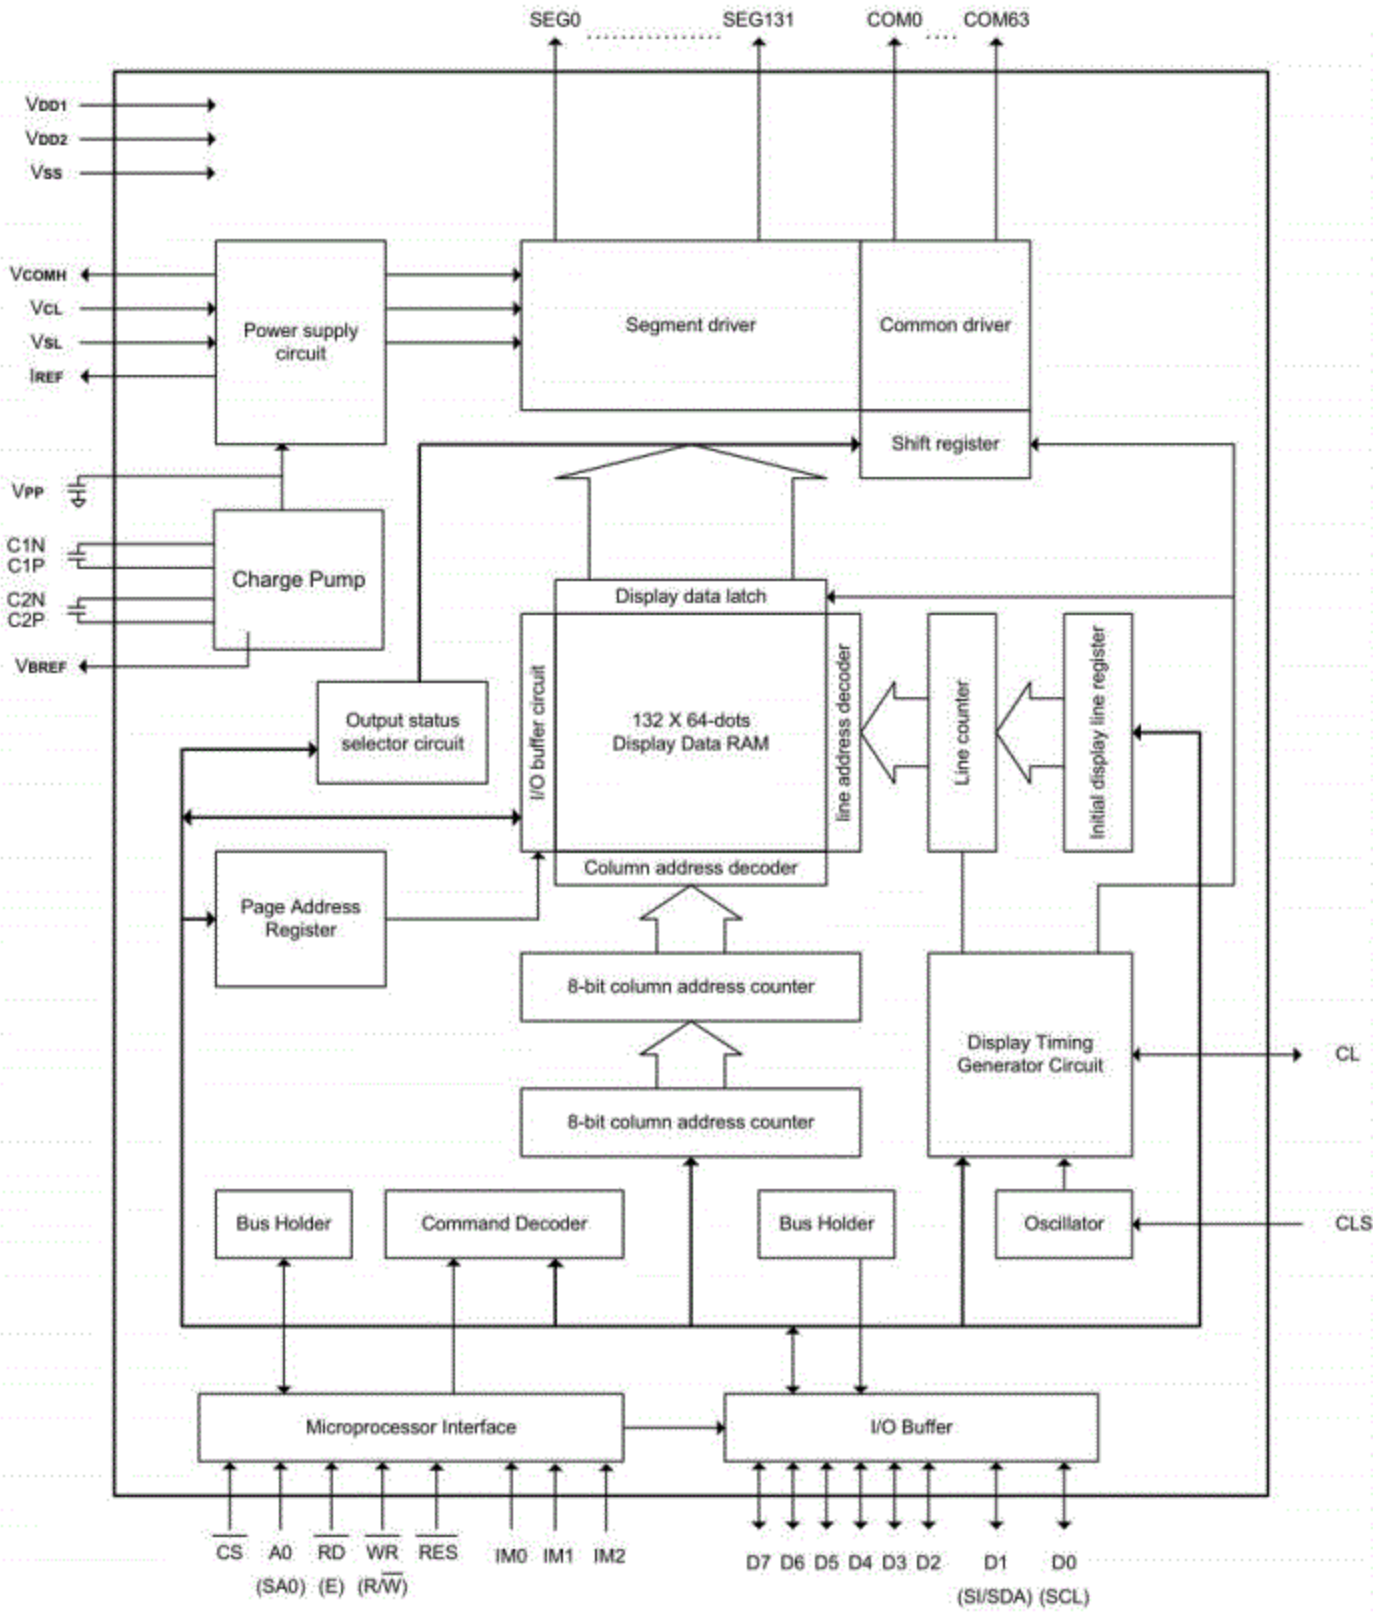 SEG0 SEG131 COM0 COM63
VDD1
VDD2
VSS
VCOMH
VCL
VSL
IREF
Power supply
circuit
Segment driver
Common driver
Shift register
VPP
C1N
C1P
C2N
C2P
VBREF
Charge Pump
Display data latch
Output status
selector circuit
I/O buffer circuit
132 X 64-dots
Display Data RAM
line address decoder
Line counter
Initial display line register
Column address decoder
Page Address
Register
8-bit column address counter
Display Timing
Generator Circuit
CL
8-bit column address counter
Bus Holder
Command Decoder
Bus Holder
Oscillator
CLS
Microprocessor Interface
I/O Buffer
C̅S̅ A0 R̅D̅ W̅R̅ R̅E̅S̅ IM0 IM1 IM2
(SA0) (E) (R/W̅)
D7 D6 D5 D4 D3 D2 D1 D0
(SI/SDA) (SCL)